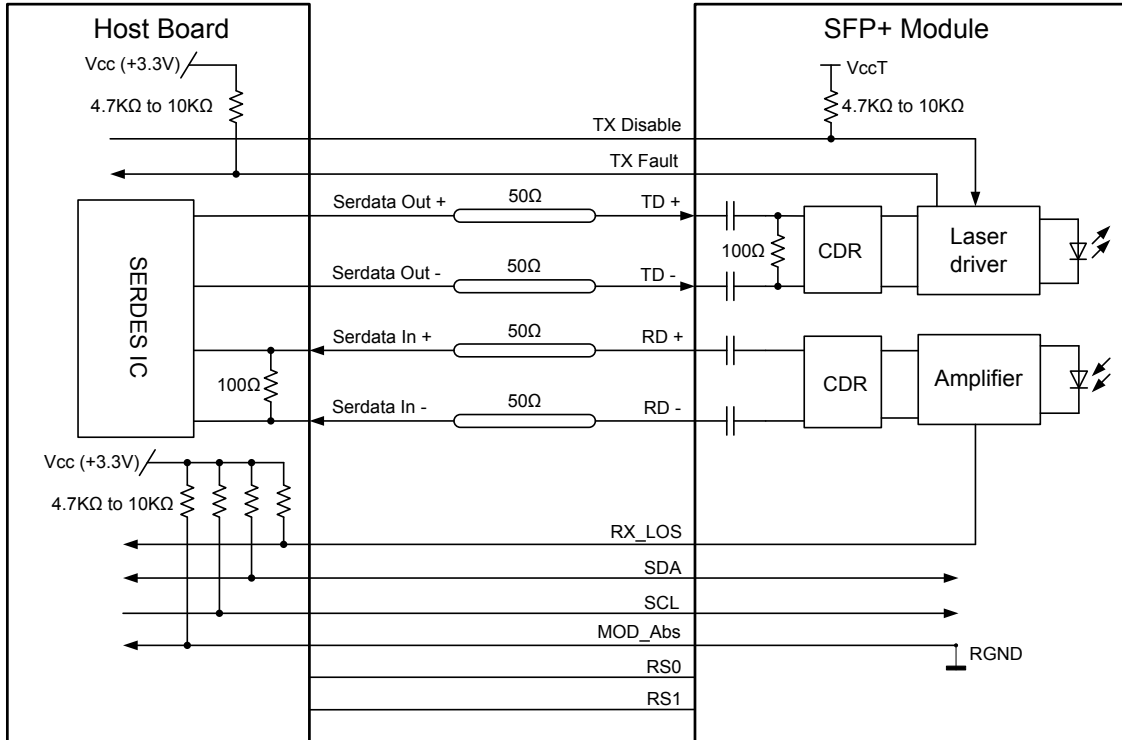 Host Board
SFP+ Module
Vcc (+3.3V)
VccT
4.7KΩ to 10KΩ
4.7KΩ to 10KΩ
TX Disable
TX Fault
Serdata Out +
50Ω
TD +
SERDES IC
100Ω
CDR
Laser
driver
Serdata Out -
50Ω
TD -
Serdata In +
50Ω
RD +
100Ω
CDR
Amplifier
Serdata In -
50Ω
RD -
Vcc (+3.3V)
4.7KΩ to 10KΩ
RX_LOS
SDA
SCL
MOD_Abs
RGND
RS0
RS1